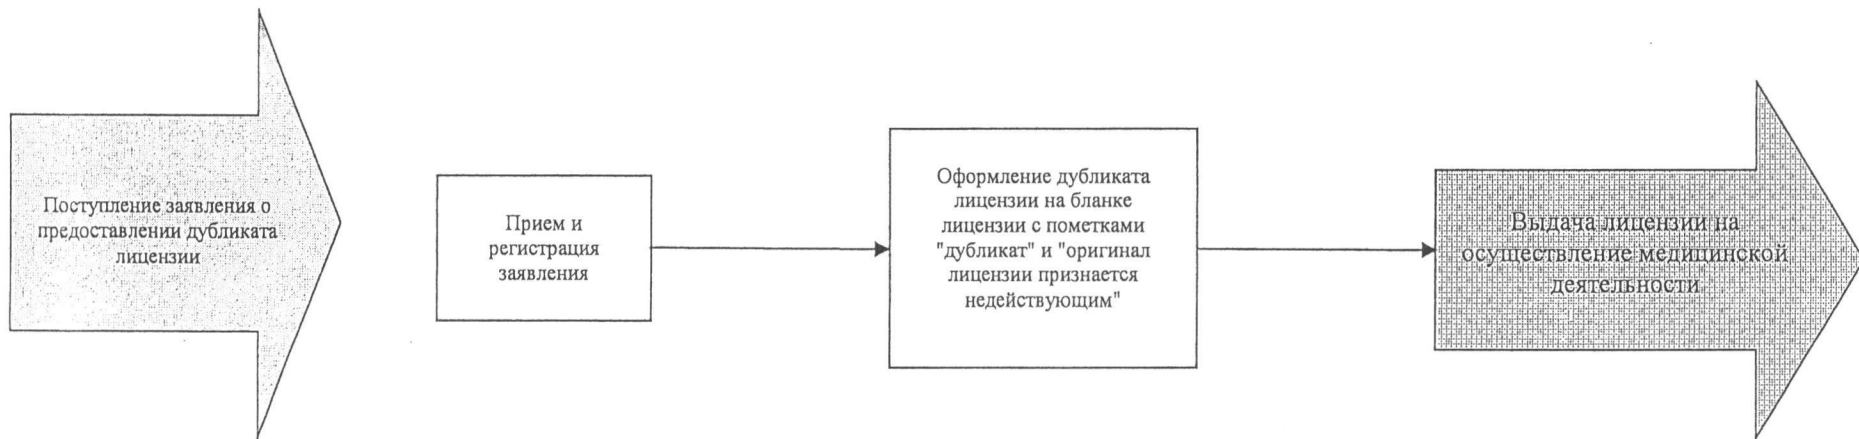 Поступление заявления о
предоставлении дубликата
лицензии
Прием и
регистрация
заявления
Оформление дубликата
лицензии на бланке
лицензии с пометками
"дубликат" и "оригинал
лицензии признается
недействующим"
Выдача лицензии на
осуществление медицинской
деятельности